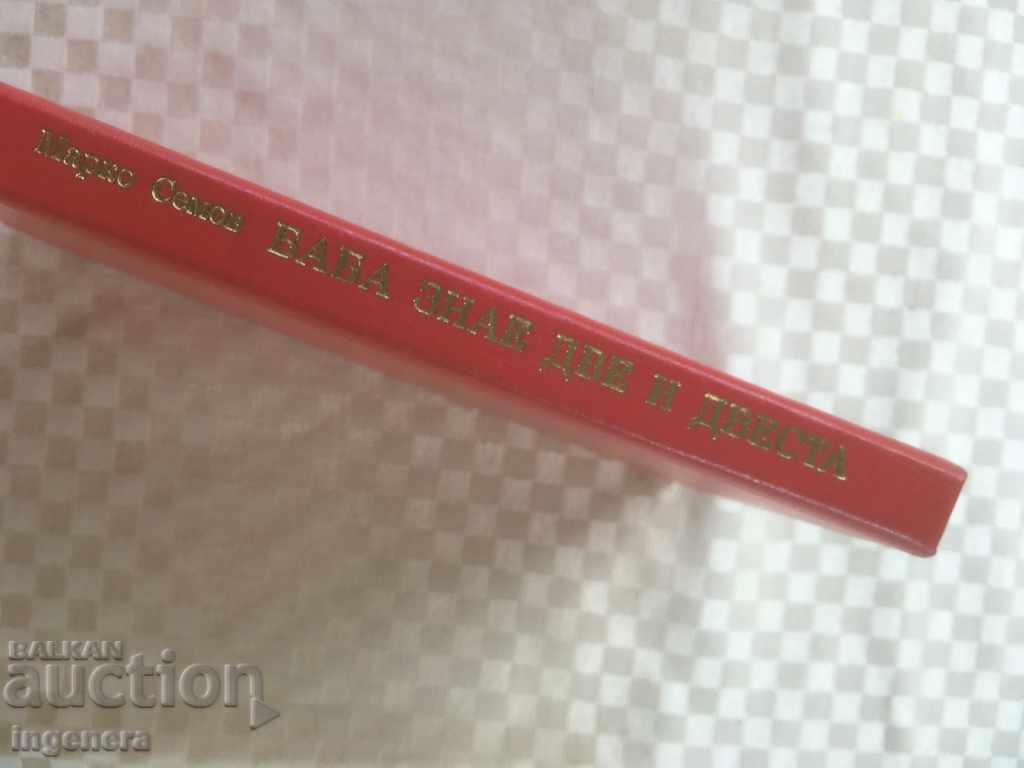 Марко Семов БАБА ЗНАЕ ДВЕ И ДВЕСТА
BALKAN
auction
ingenera